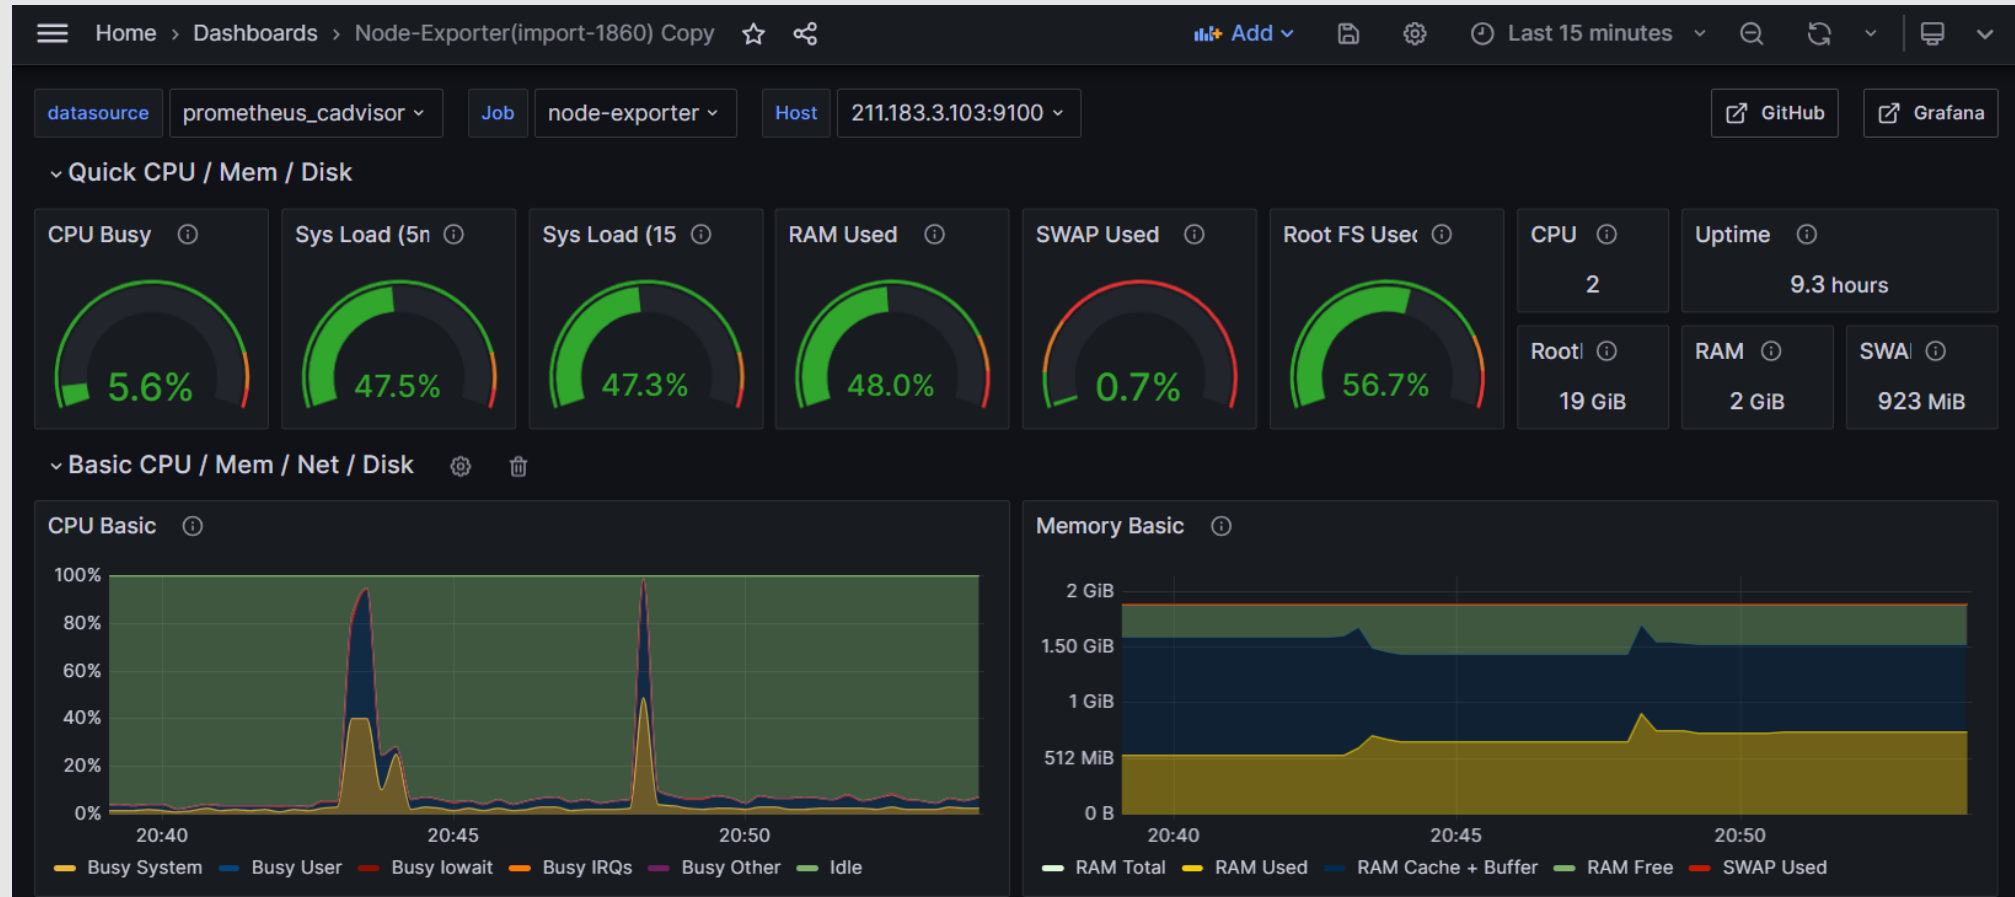 Home › Dashboards › Node-Exporter(import-1860) Copy Add Last 15 minutes
datasource prometheus_cadvisor Job node-exporter Host 211.183.3.103:9100 GitHub Grafana
Quick CPU / Mem / Disk
CPU Busy Sys Load (5m Sys Load (15 RAM Used SWAP Used Root FS Used CPU Uptime
2 9.3 hours
Root RAM SWA
5.6% 47.5% 47.3% 48.0% 0.7% 56.7% 19 GiB 2 GiB 923 MiB
Basic CPU / Mem / Net / Disk
CPU Basic
100%
80%
60%
40%
20%
0%
20:40 20:45 20:50
Busy System Busy User Busy Iowait Busy IRQs Busy Other Idle
Memory Basic
2 GiB
1.50 GiB
1 GiB
512 MiB
0 B
20:40 20:45 20:50
RAM Total RAM Used RAM Cache + Buffer RAM Free SWAP Used